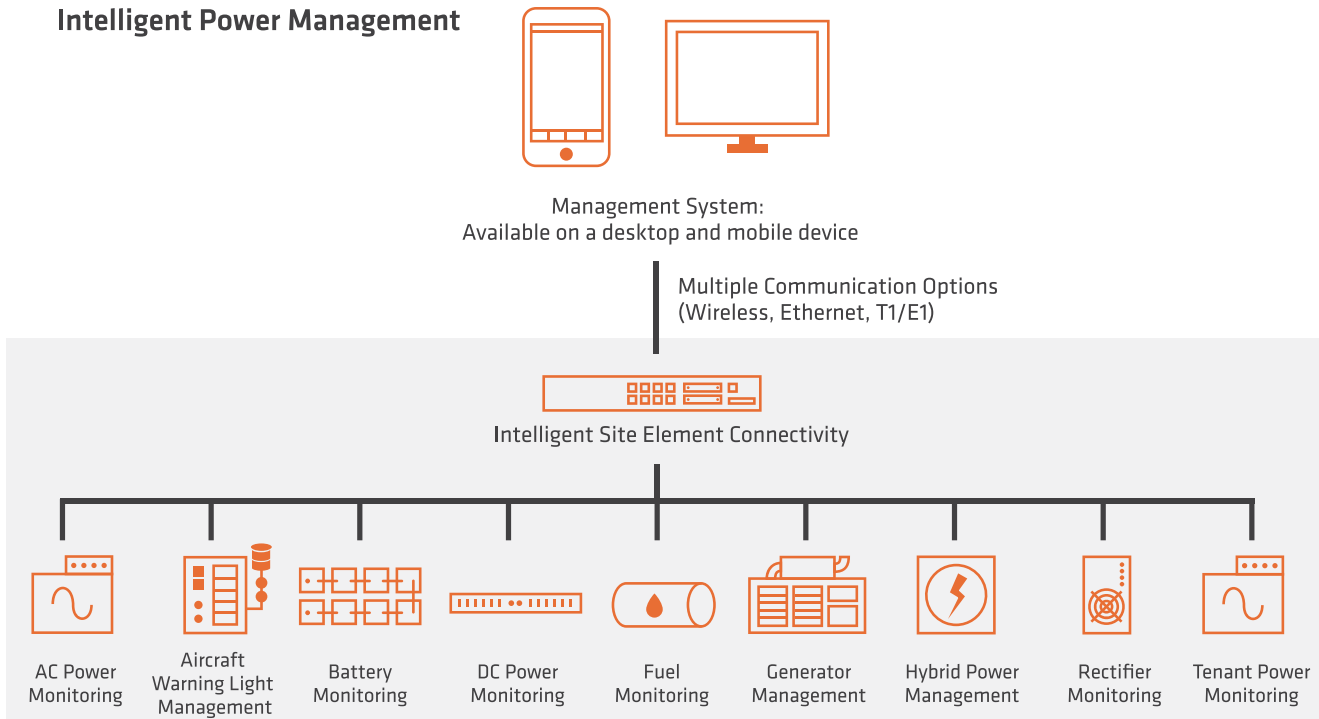 Intelligent Power Management
Management System:
Available on a desktop and mobile device
Multiple Communication Options
(Wireless, Ethernet, T1/E1)
Intelligent Site Element Connectivity
AC Power
Monitoring
Aircraft
Warning Light
Management
Battery
Monitoring
DC Power
Monitoring
Fuel
Monitoring
Generator
Management
Hybrid Power
Management
Rectifier
Monitoring
Tenant Power
Monitoring